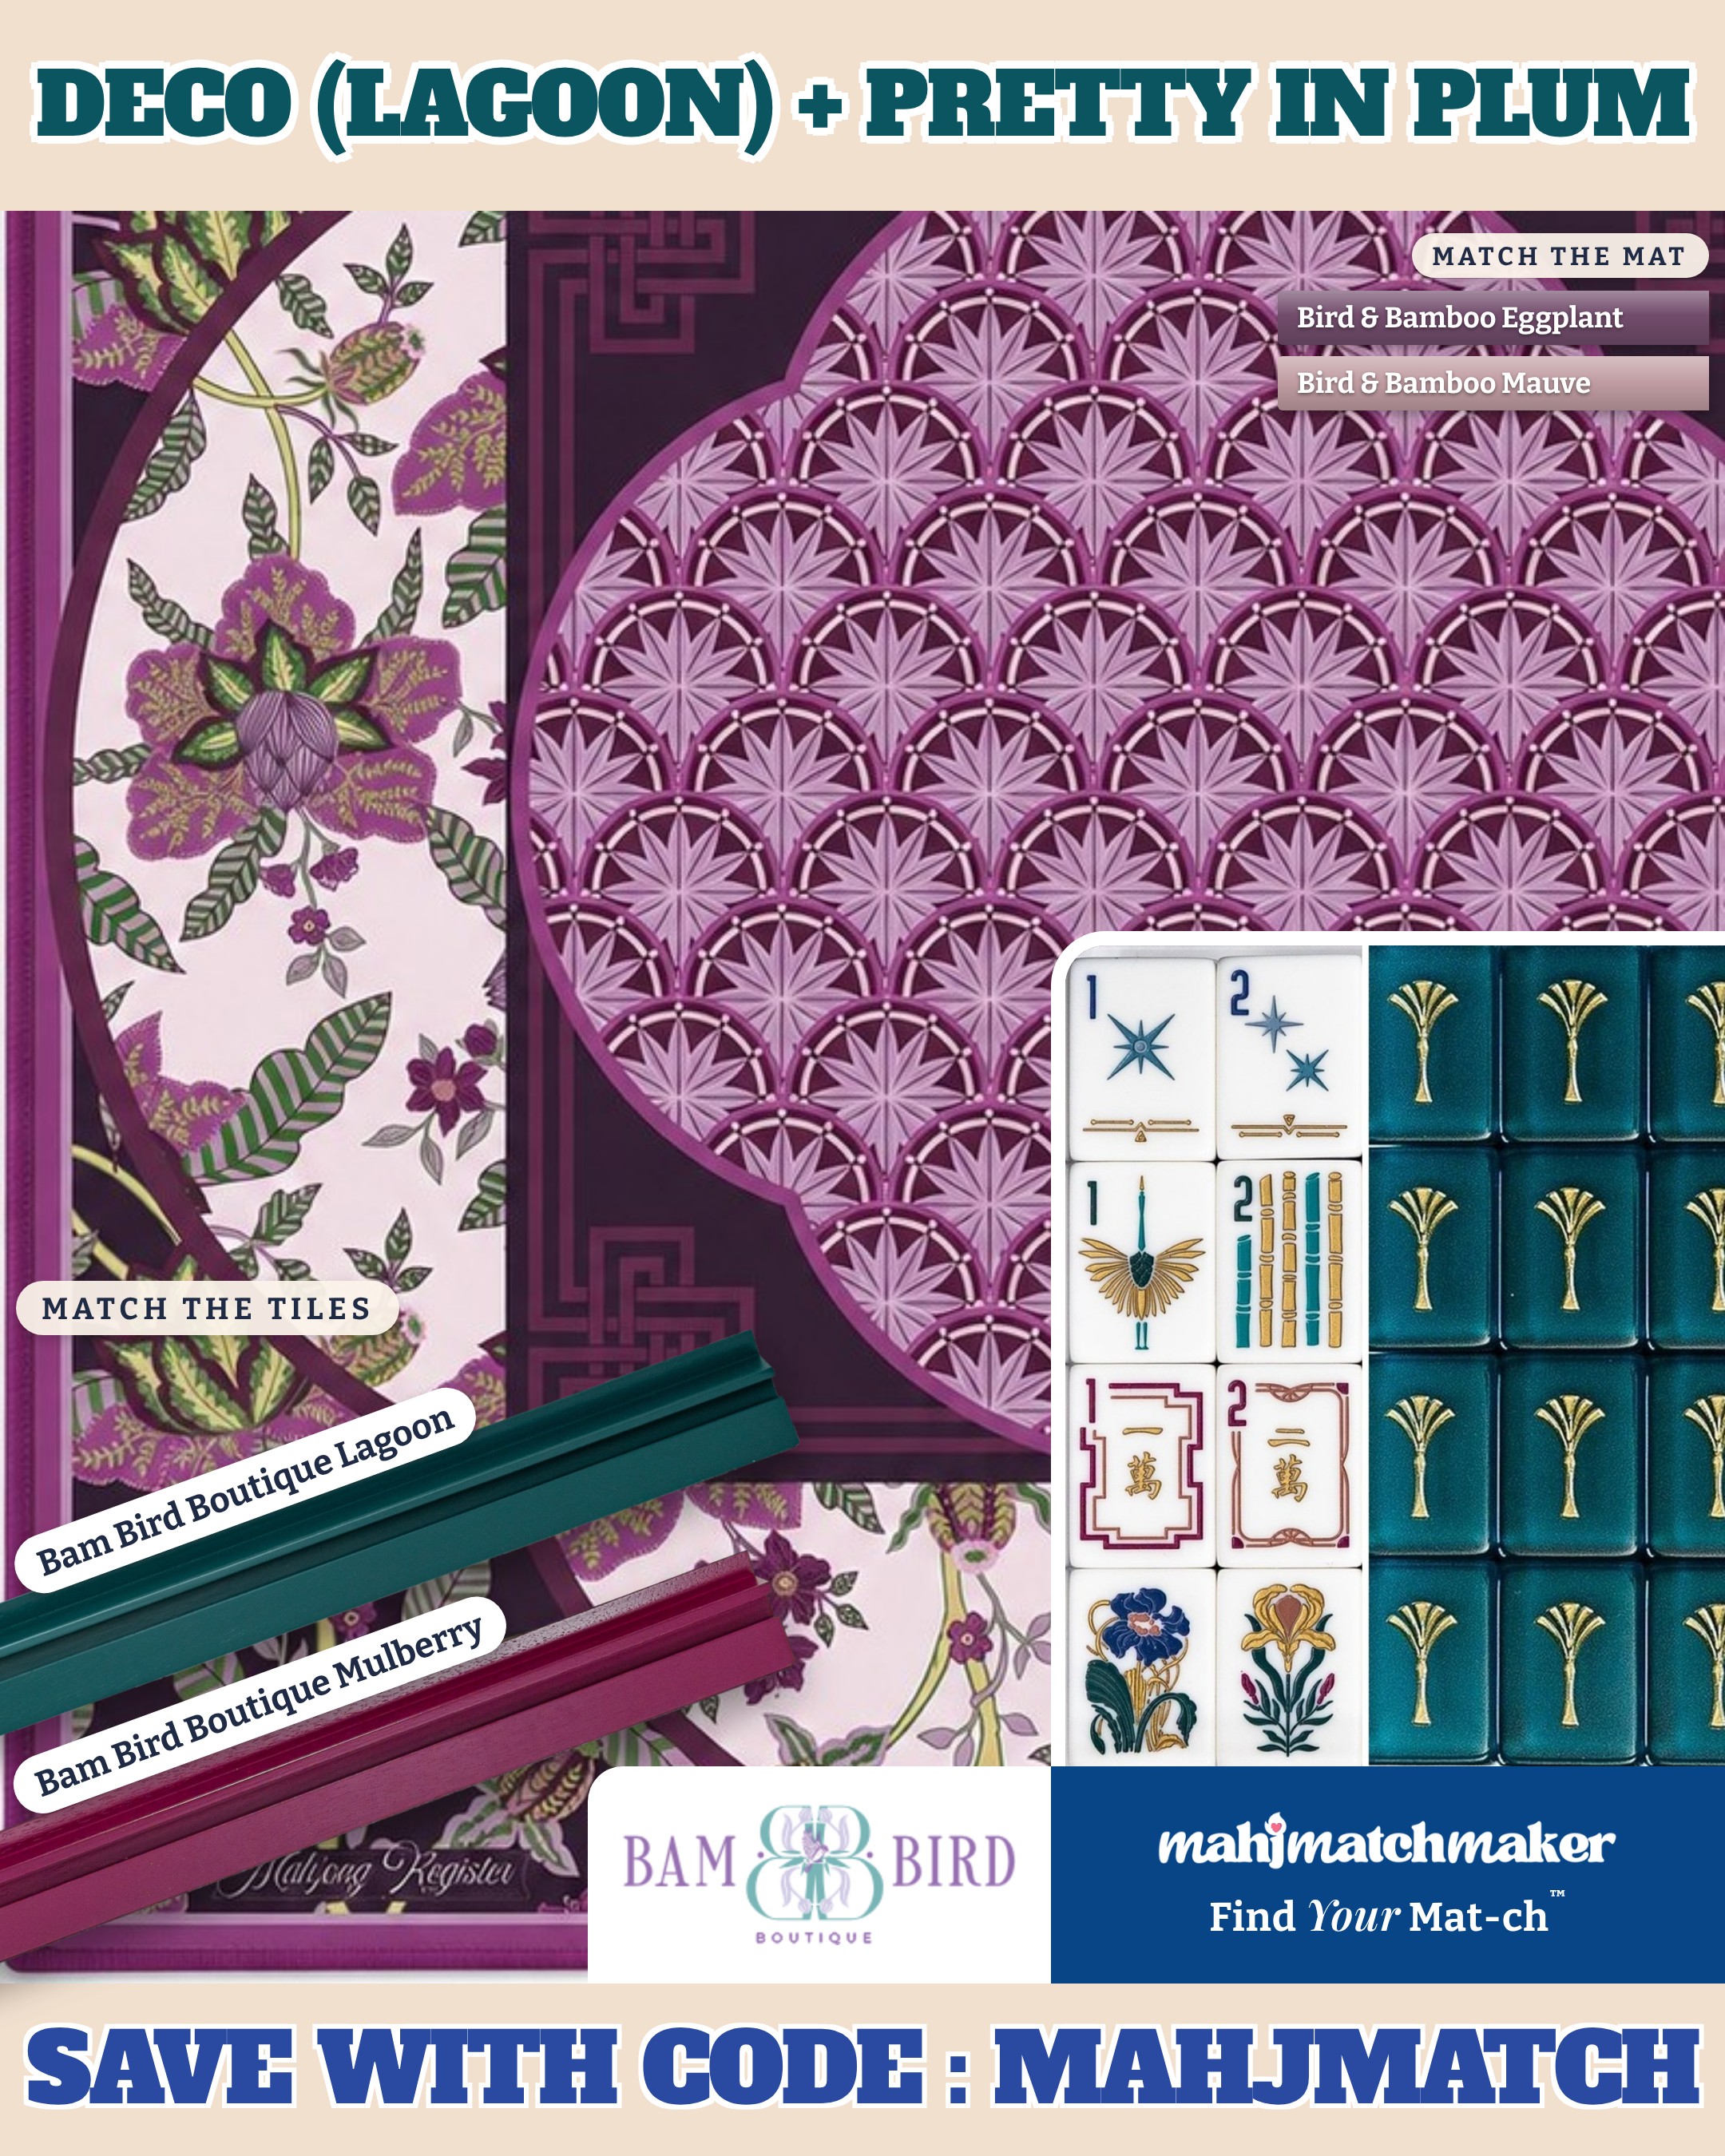 DECO (LAGOON) + PRETTY IN PLUM
MATCH THE MAT
Bird & Bamboo Eggplant
Bird & Bamboo Mauve
1
2
1
2
1
一
萬
2
二
萬
MATCH THE TILES
Bam Bird Boutique Lagoon
Bam Bird Boutique Mulberry
Mahjong Register
BAM BIRD
BOUTIQUE
mahjmatchmaker
Find Your Mat-ch™
SAVE WITH CODE : MAHJMATCH